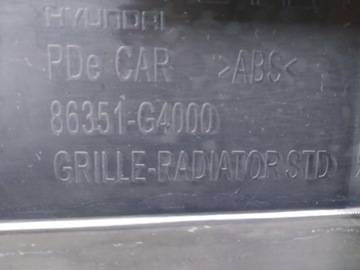 HYUNDAI
PDe CAR >ABS<
86351-G4000
GRILLE-RADIATOR STD